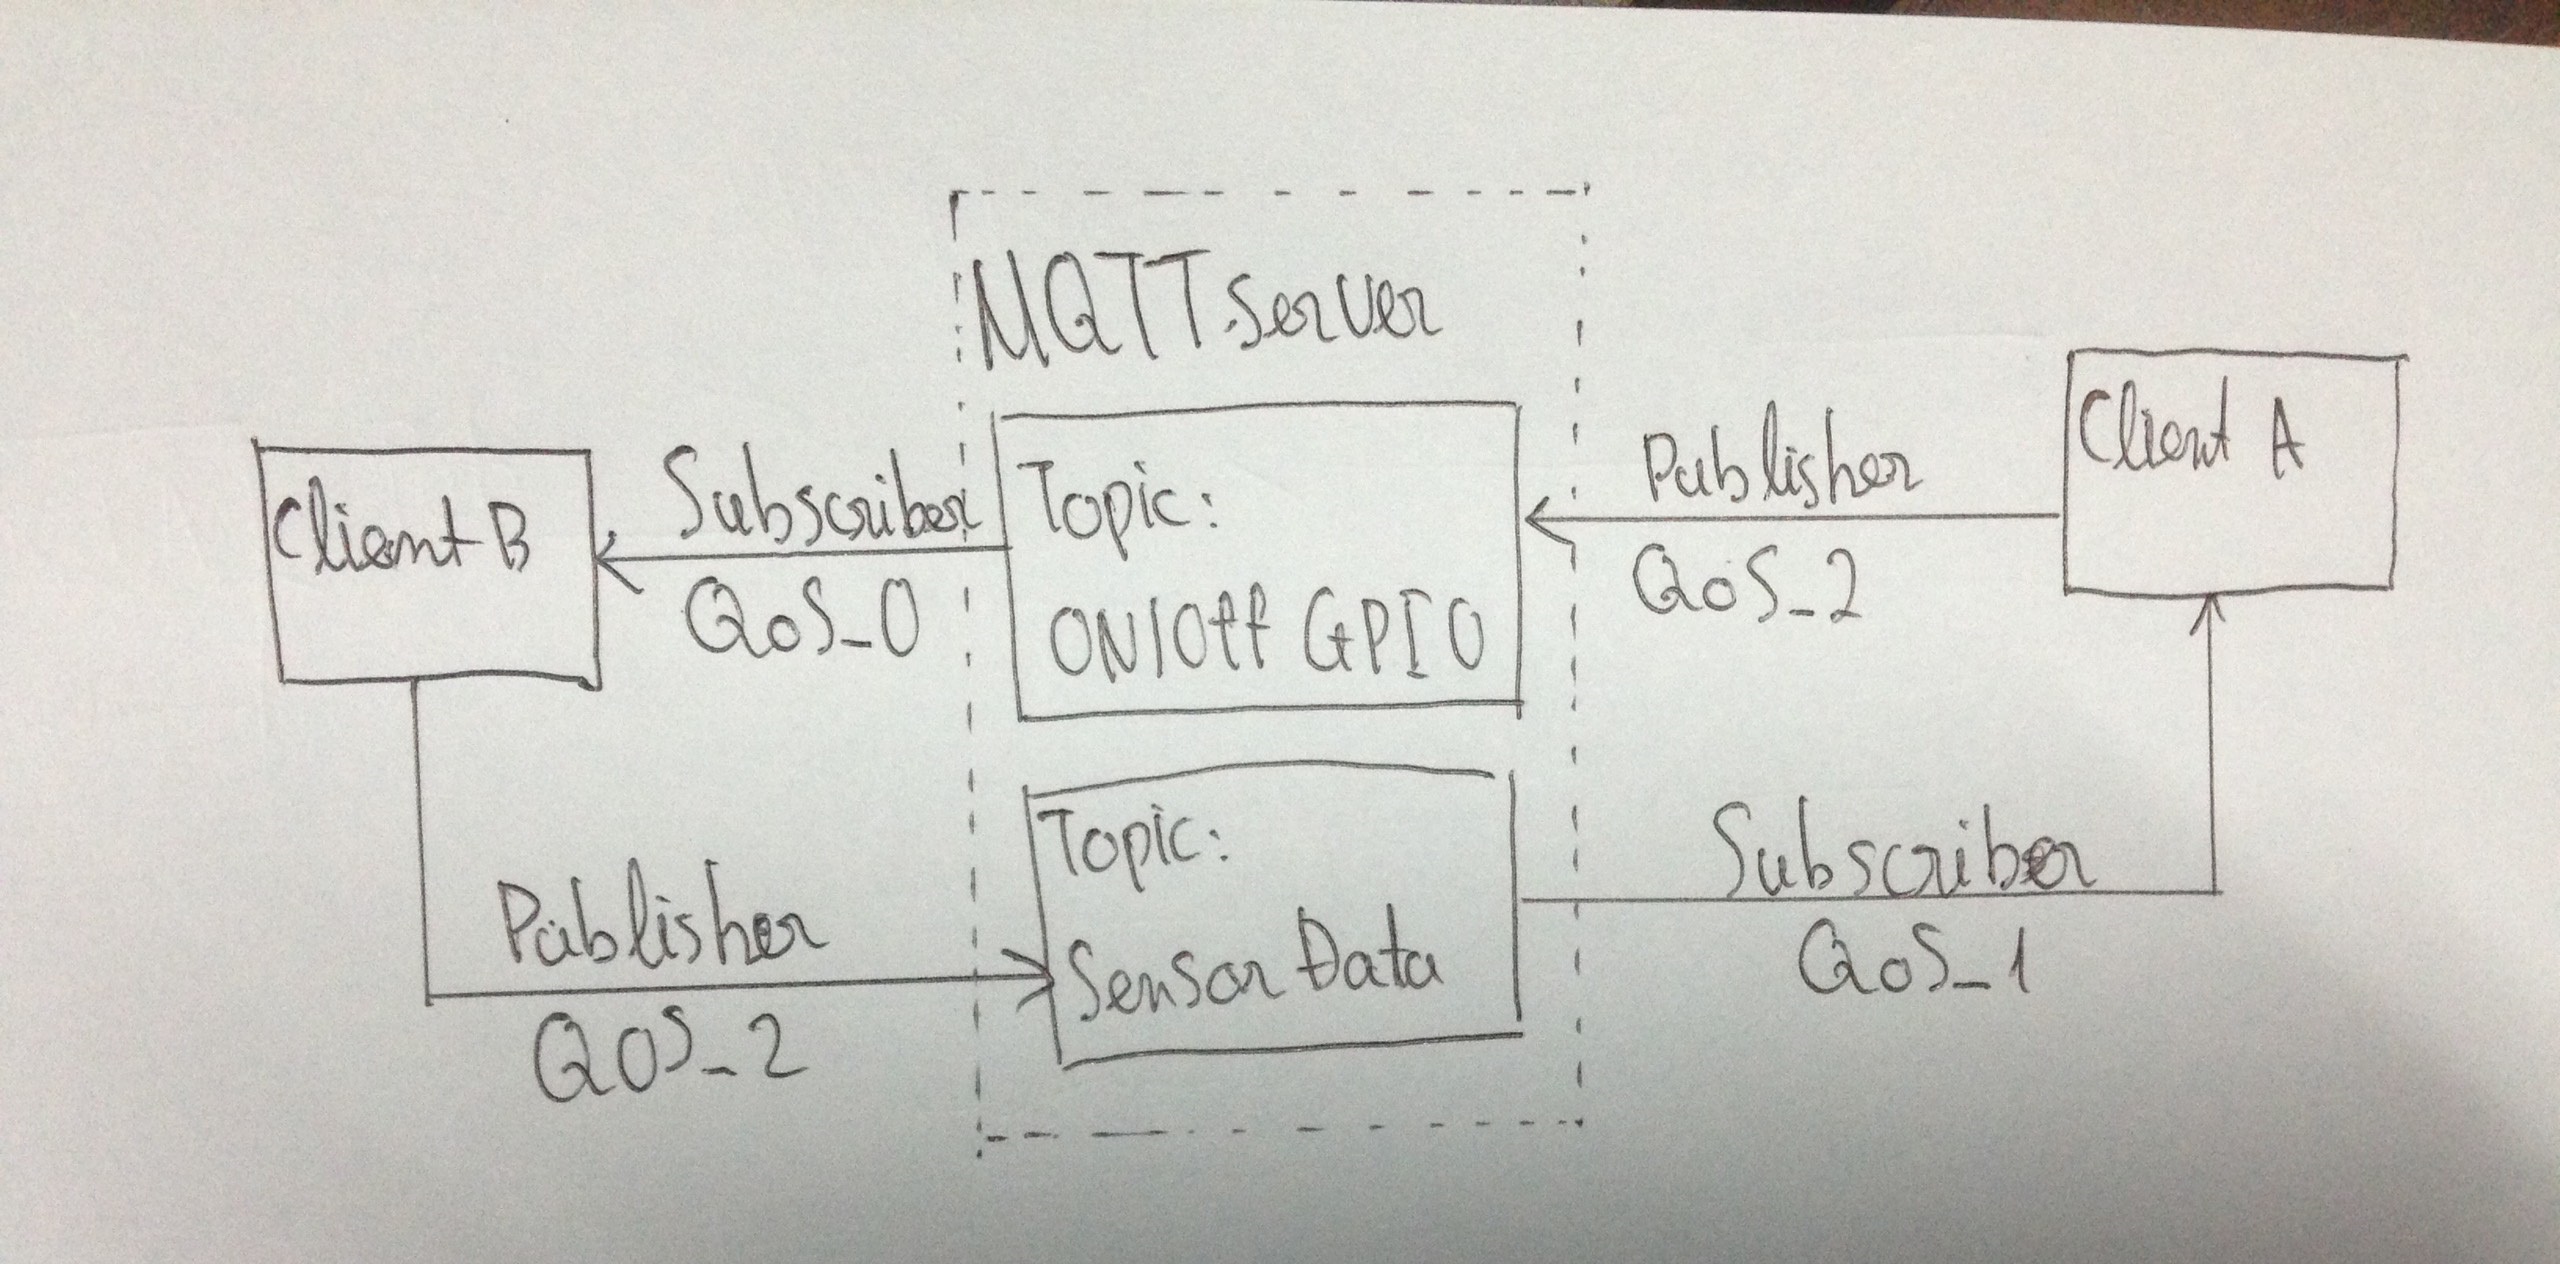 MQTT Server
Client A
Publisher
QoS_2
Client B
Subscriber
QoS_0
Topic:
ON/Off GPIO
Topic:
Sensor Data
Publisher
QOS_2
Subscriber
QoS_1